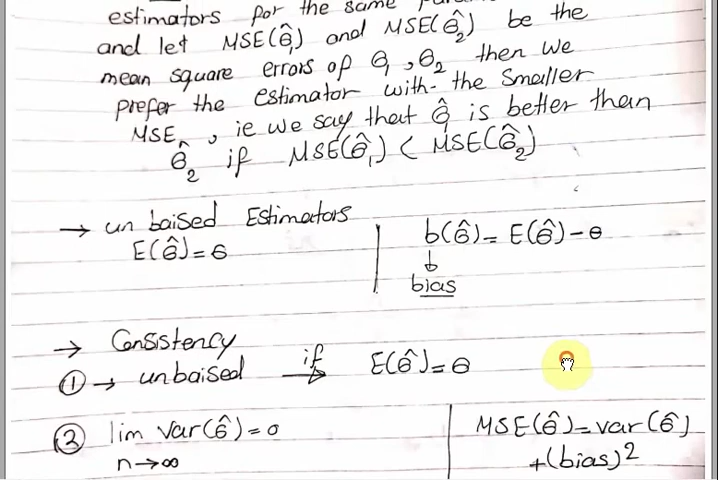 estimators for the same
and let MSE(θ̂₁) and MSE(θ̂₂) be the
mean square errors of θ₁, θ₂ then we
prefer the estimator with the smaller
MSE, ie we say that θ̂₁ is better than
θ̂₂ if MSE(θ̂₁) < MSE(θ̂₂)
→ un baised Estimators
E(θ̂) = θ
b(θ̂) = E(θ̂) - θ
↓
bias
→ Consistency
① → unbaised if → E(θ̂) = θ
② lim var(θ̂) = 0
n→∞
MSE(θ̂) = var(θ̂)
+(bias)²